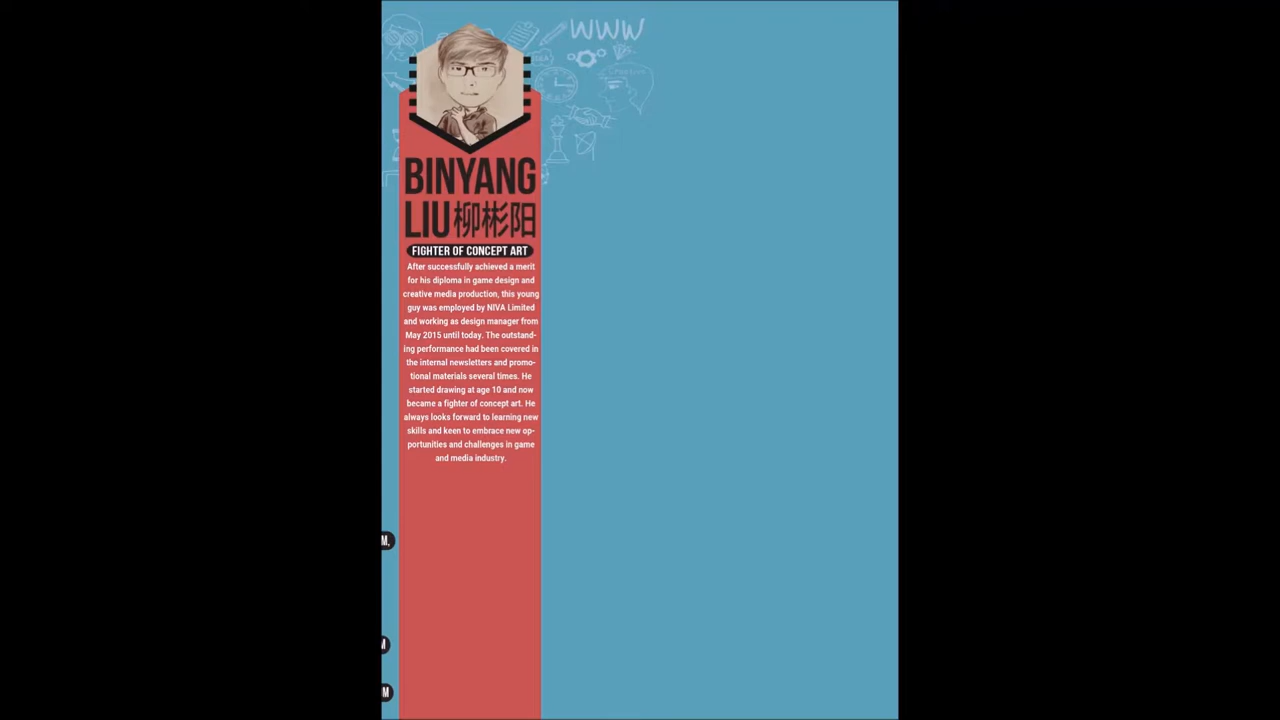 WWW
IDEA
Creation
BINYANG
LIU柳彬阳
FIGHTER OF CONCEPT ART
After successfully achieved a merit
for his diploma in game design and
creative media production, this young
guy was employed by NIVA Limited
and working as design manager from
May 2015 until today. The outstand-
ing performance had been covered in
the internal newsletters and promo-
tional materials several times. He
started drawing at age 10 and now
became a fighter of concept art. He
always looks forward to learning new
skills and keen to embrace new op-
portunities and challenges in game
and media industry.
M,
M
OM